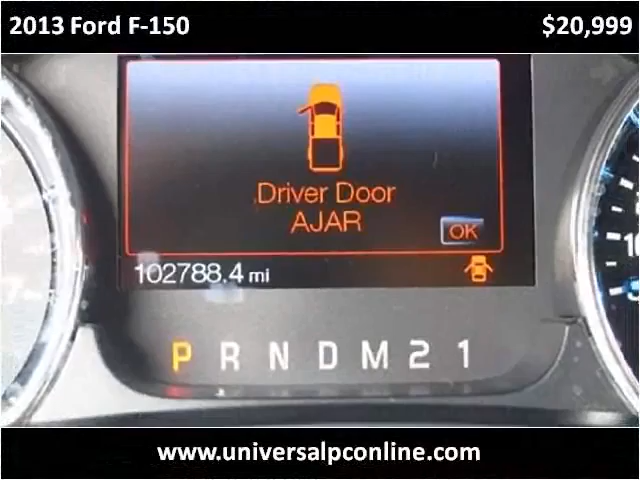 2013 Ford F-150 $20,999
Driver Door
AJAR
OK
102788.4 mi
P R N D M 2 1
www.universalpconline.com